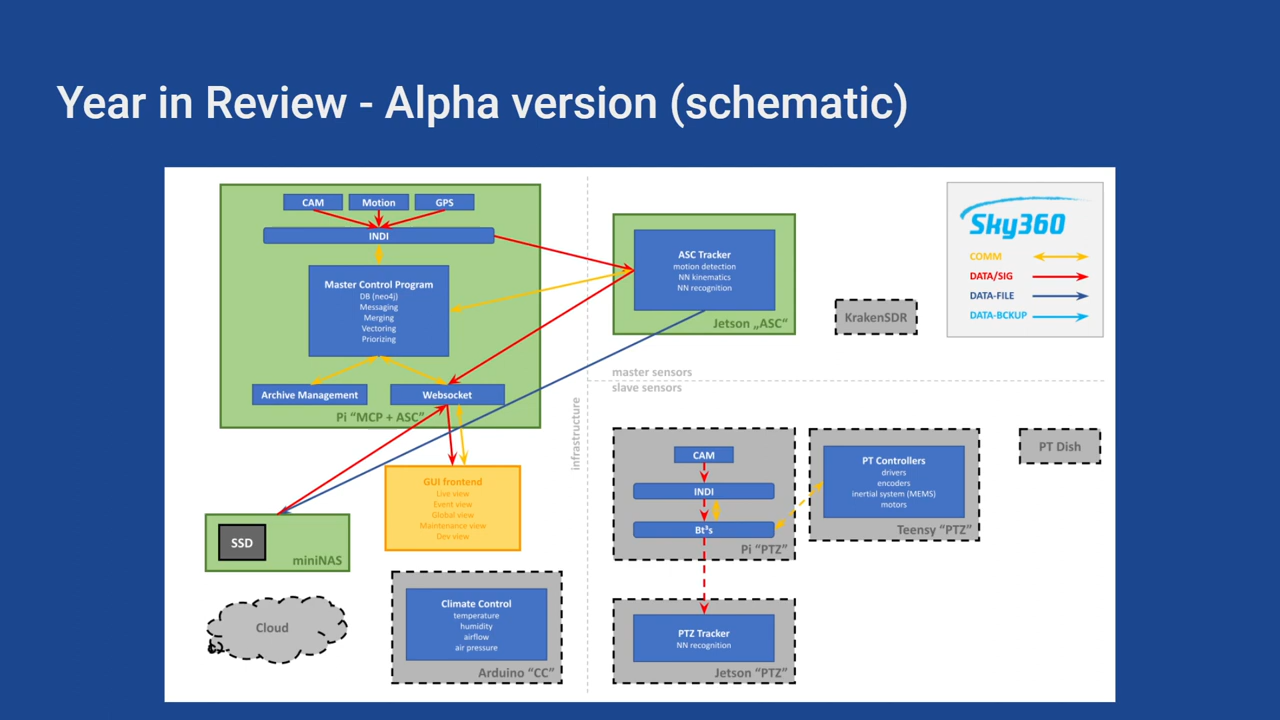 Year in Review - Alpha version (schematic)
CAM
Motion
GPS
INDI
Master Control Program
DB (neo4j)
Messaging
Merging
Vectoring
Priorizing
Archive Management
Websocket
Pi "MCP + ASC"
ASC Tracker
motion detection
NN kinematics
NN recognition
Jetson „ASC“
KrakenSDR
Sky360
COMM
DATA/SIG
DATA-FILE
DATA-BCKUP
master sensors
slave sensors
infrastructure
GUI frontend
Live view
Event view
Global view
Maintenance view
Dev view
SSD
miniNAS
Cloud
Climate Control
temperature
humidity
airflow
air pressure
Arduino "CC"
CAM
INDI
Bt³s
Pi "PTZ"
PT Controllers
drivers
encoders
inertial system (MEMS)
motors
Teensy "PTZ"
PT Dish
PTZ Tracker
NN recognition
Jetson "PTZ"